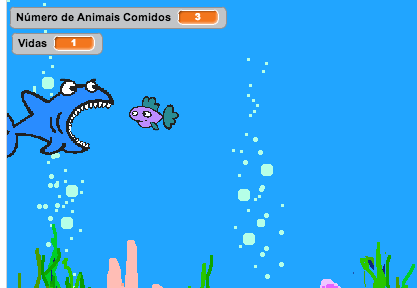 Número de Animais Comidos 3
Vidas 1